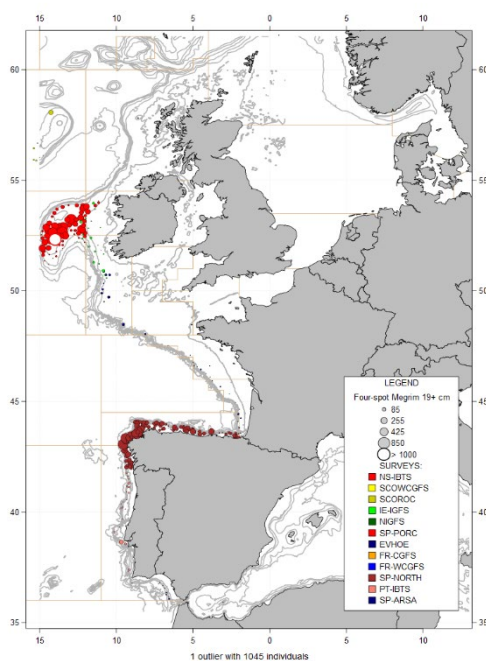 15
10
5
0
5
10
60
55
50
45
40
35
60
55
50
45
40
35
LEGEND
Four-spot Megrim 19+ cm
85
255
425
850
> 1000
SURVEYS:
NS-IBTS
SCOWCGFS
SCOROC
IE-IGFS
NIGFS
SP-PORC
EVHOE
FR-CGFS
FR-WCGFS
SP-NORTH
PT-IBTS
SP-ARSA
15
10
5
0
5
10
1 outlier with 1045 individuals